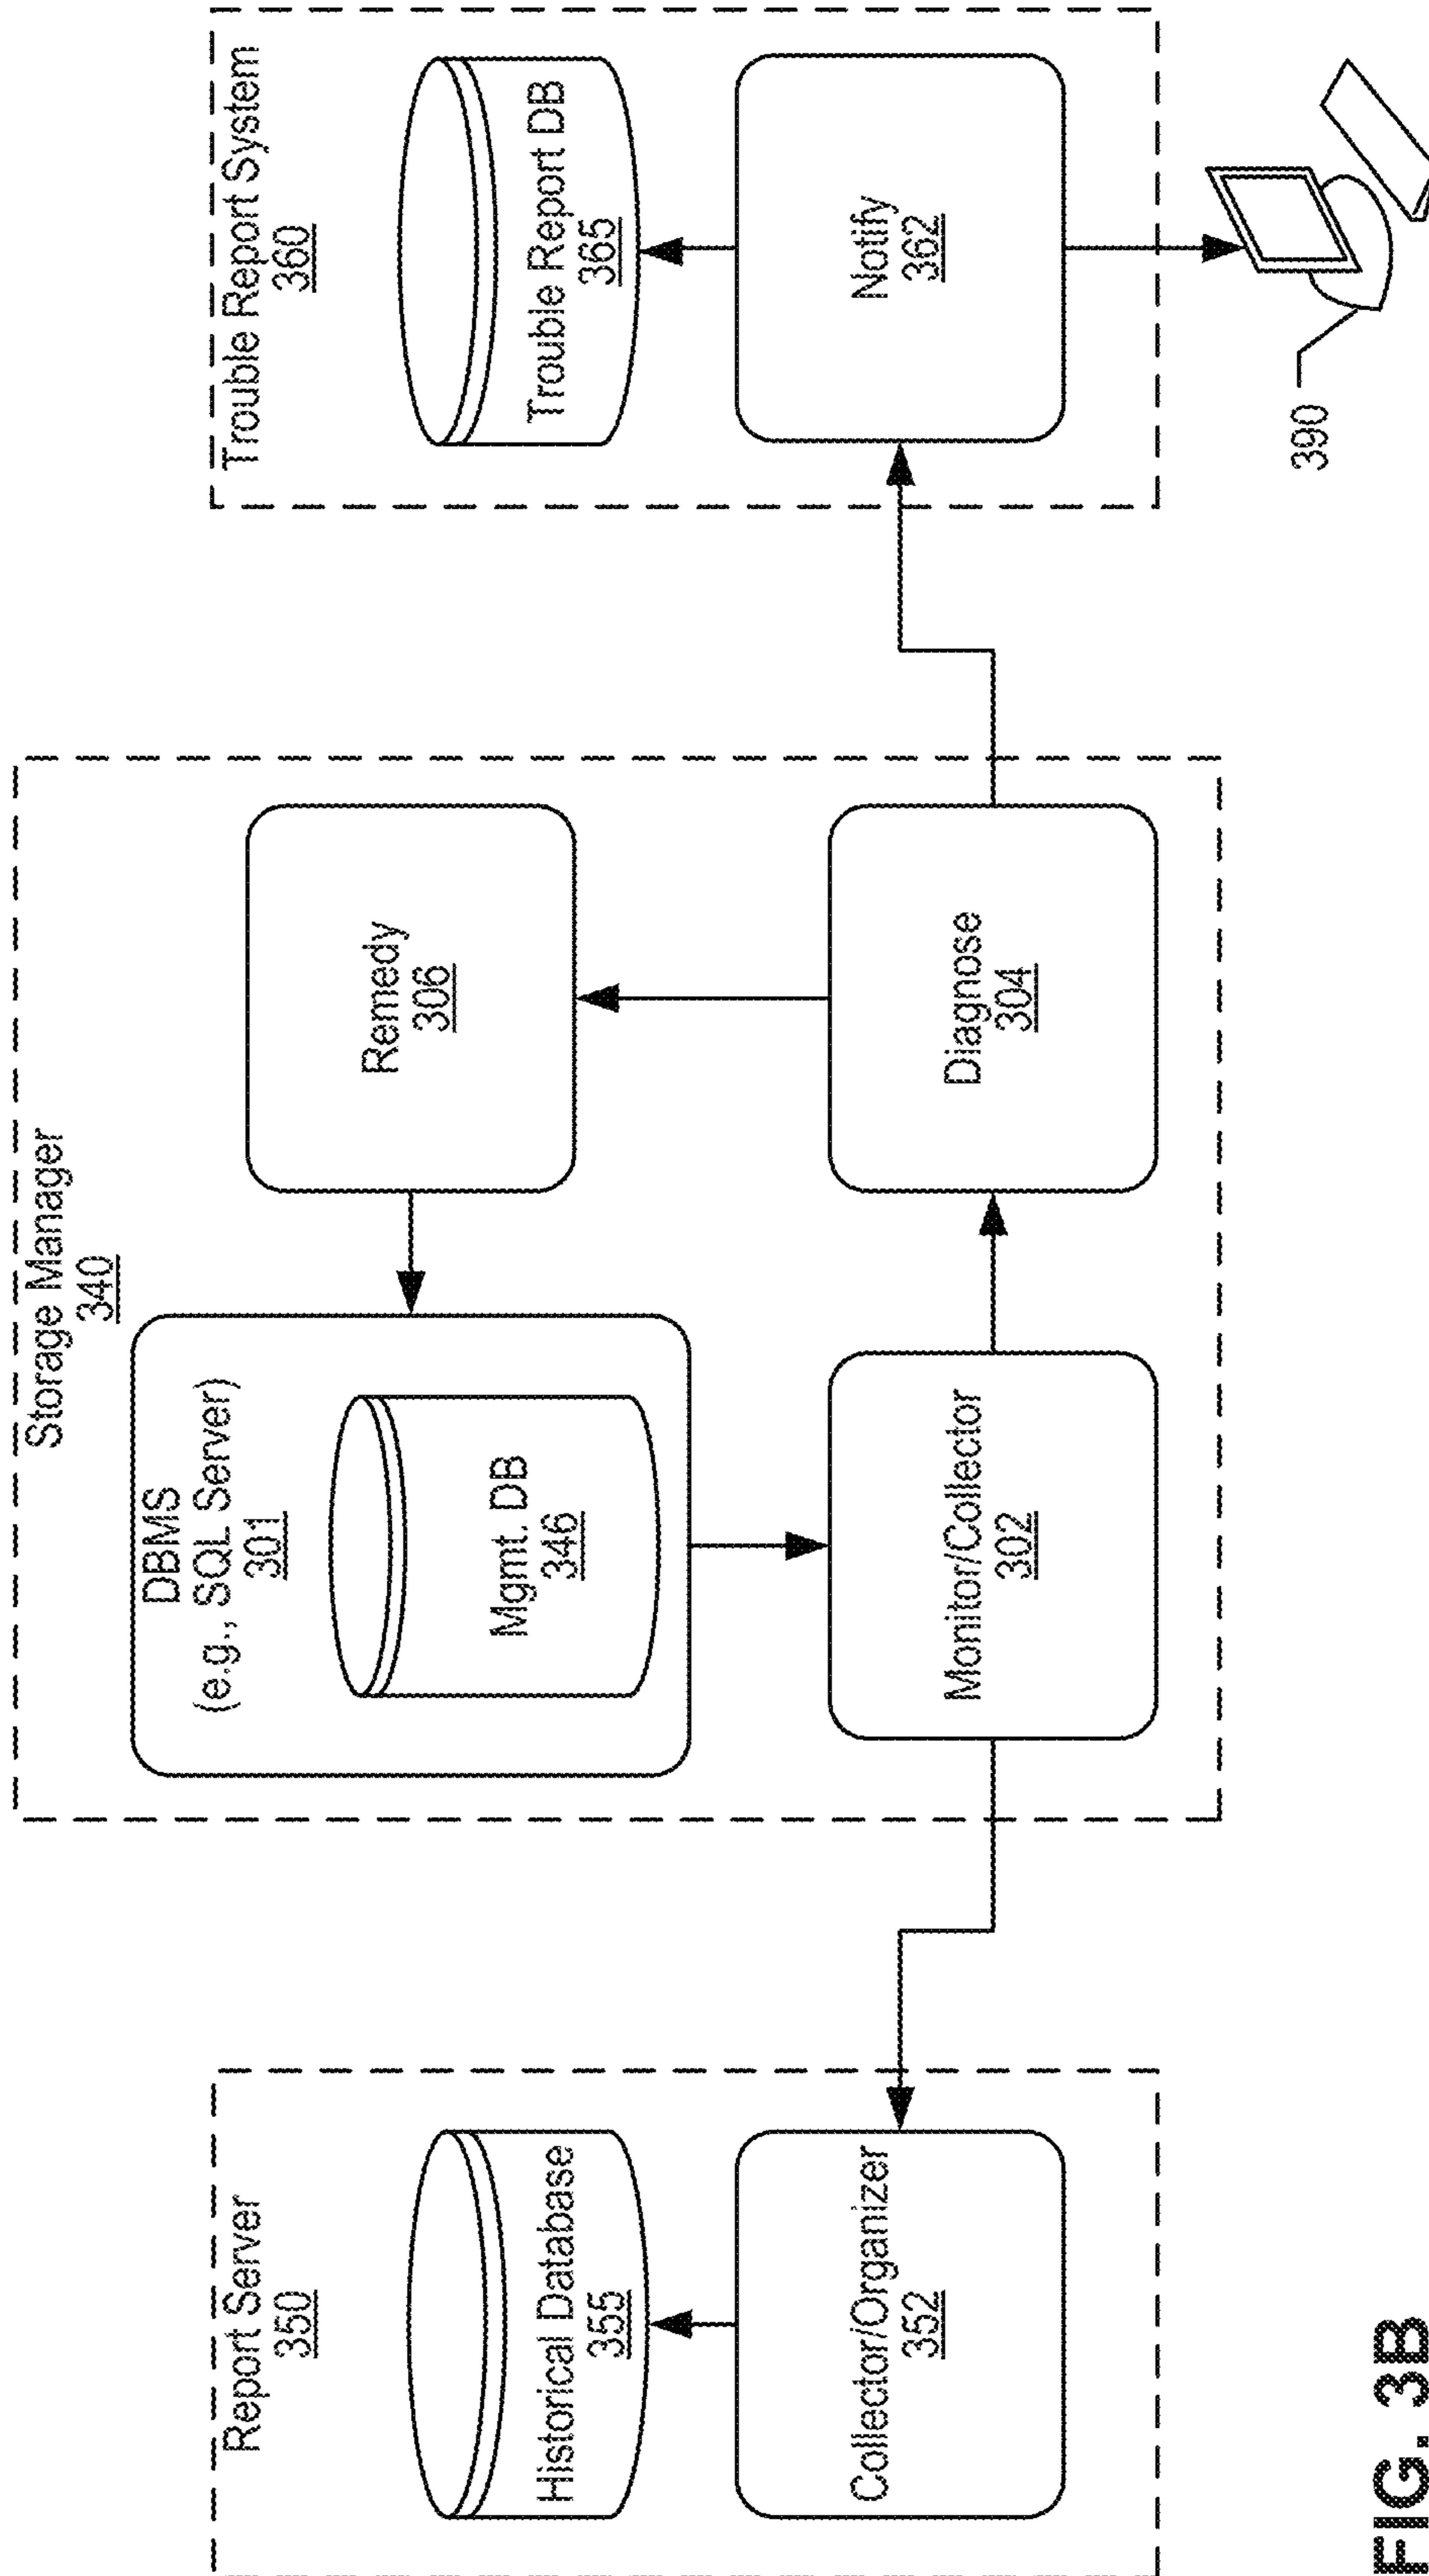 Storage Manager
340
Report Server
350
Historical Database
355
Collector/Organizer
352
DBMS
(e.g., SQL Server)
301
Mgmt. DB
346
Monitor/Collector
302
Remedy
306
Diagnose
304
Trouble Report System
360
Trouble Report DB
365
Notify
362
390
FIG. 3B